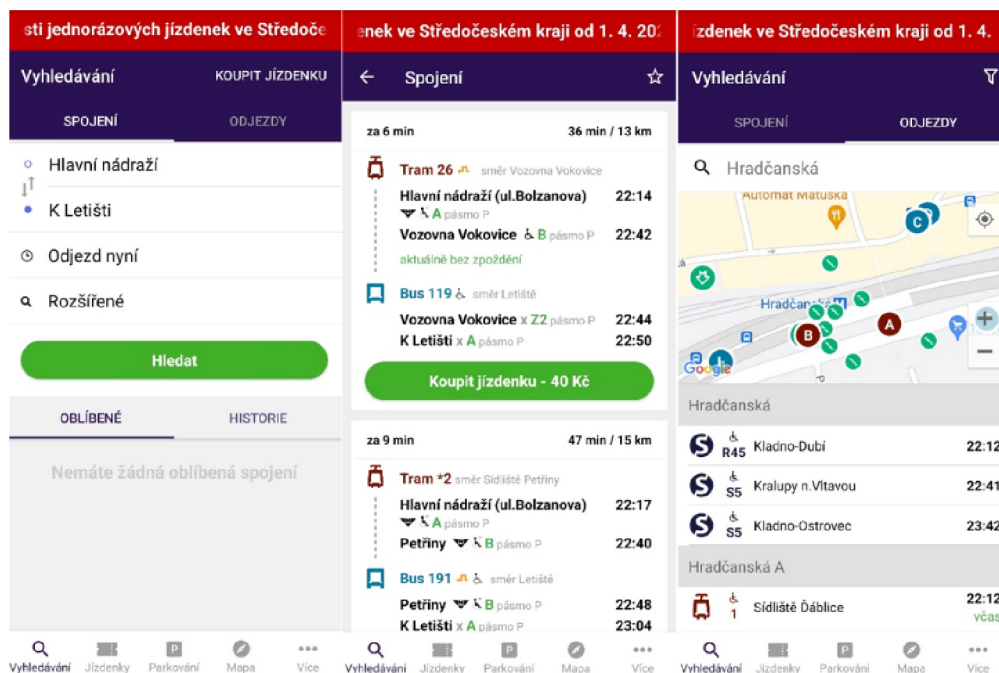 sti jednorázových jízdenek ve Středoče
Vyhledávání
KOUPIT JÍZDENKU
SPOJENÍ
ODJEZDY
Hlavní nádraží
K Letišti
Odjezd nyní
Rozšířené
Hledat
OBLÍBENÉ
HISTORIE
Nemáte žádná oblíbená spojení
Vyhledávání
Jízdenky
Parkování
Mapa
Více
enek ve Středočeském kraji od 1. 4. 202
Spojení
za 6 min
36 min / 13 km
Tram 26 směr Vozovna Vokovice
Hlavní nádraží (ul.Bolzanova) 22:14
A pásmo P
Vozovna Vokovice B pásmo P 22:42
aktuálně bez zpoždění
Bus 119 směr Letiště
Vozovna Vokovice x Z2 pásmo P 22:44
K Letišti x A pásmo P 22:50
Koupit jízdenku - 40 Kč
za 9 min
47 min / 15 km
Tram *2 směr Sídliště Petřiny
Hlavní nádraží (ul.Bolzanova) 22:17
A pásmo P
Petřiny B pásmo P 22:40
Bus 191 směr Letiště
Petřiny B pásmo P 22:48
K Letišti x A pásmo P 23:04
Vyhledávání
Jízdenky
Parkování
Mapa
Více
ízdenek ve Středočeském kraji od 1. 4.
Vyhledávání
SPOJENÍ
ODJEZDY
Hradčanská
Automat Matuška
C
Hradčanská
A
B
Google
Hradčanská
S R45 Kladno-Dubí 22:12
S S5 Kralupy n.Vltavou 22:41
S S5 Kladno-Ostrovec 23:42
Hradčanská A
1 Sídliště Ďáblice 22:12
včas
Vyhledávání
Jízdenky
Parkování
Mapa
Více